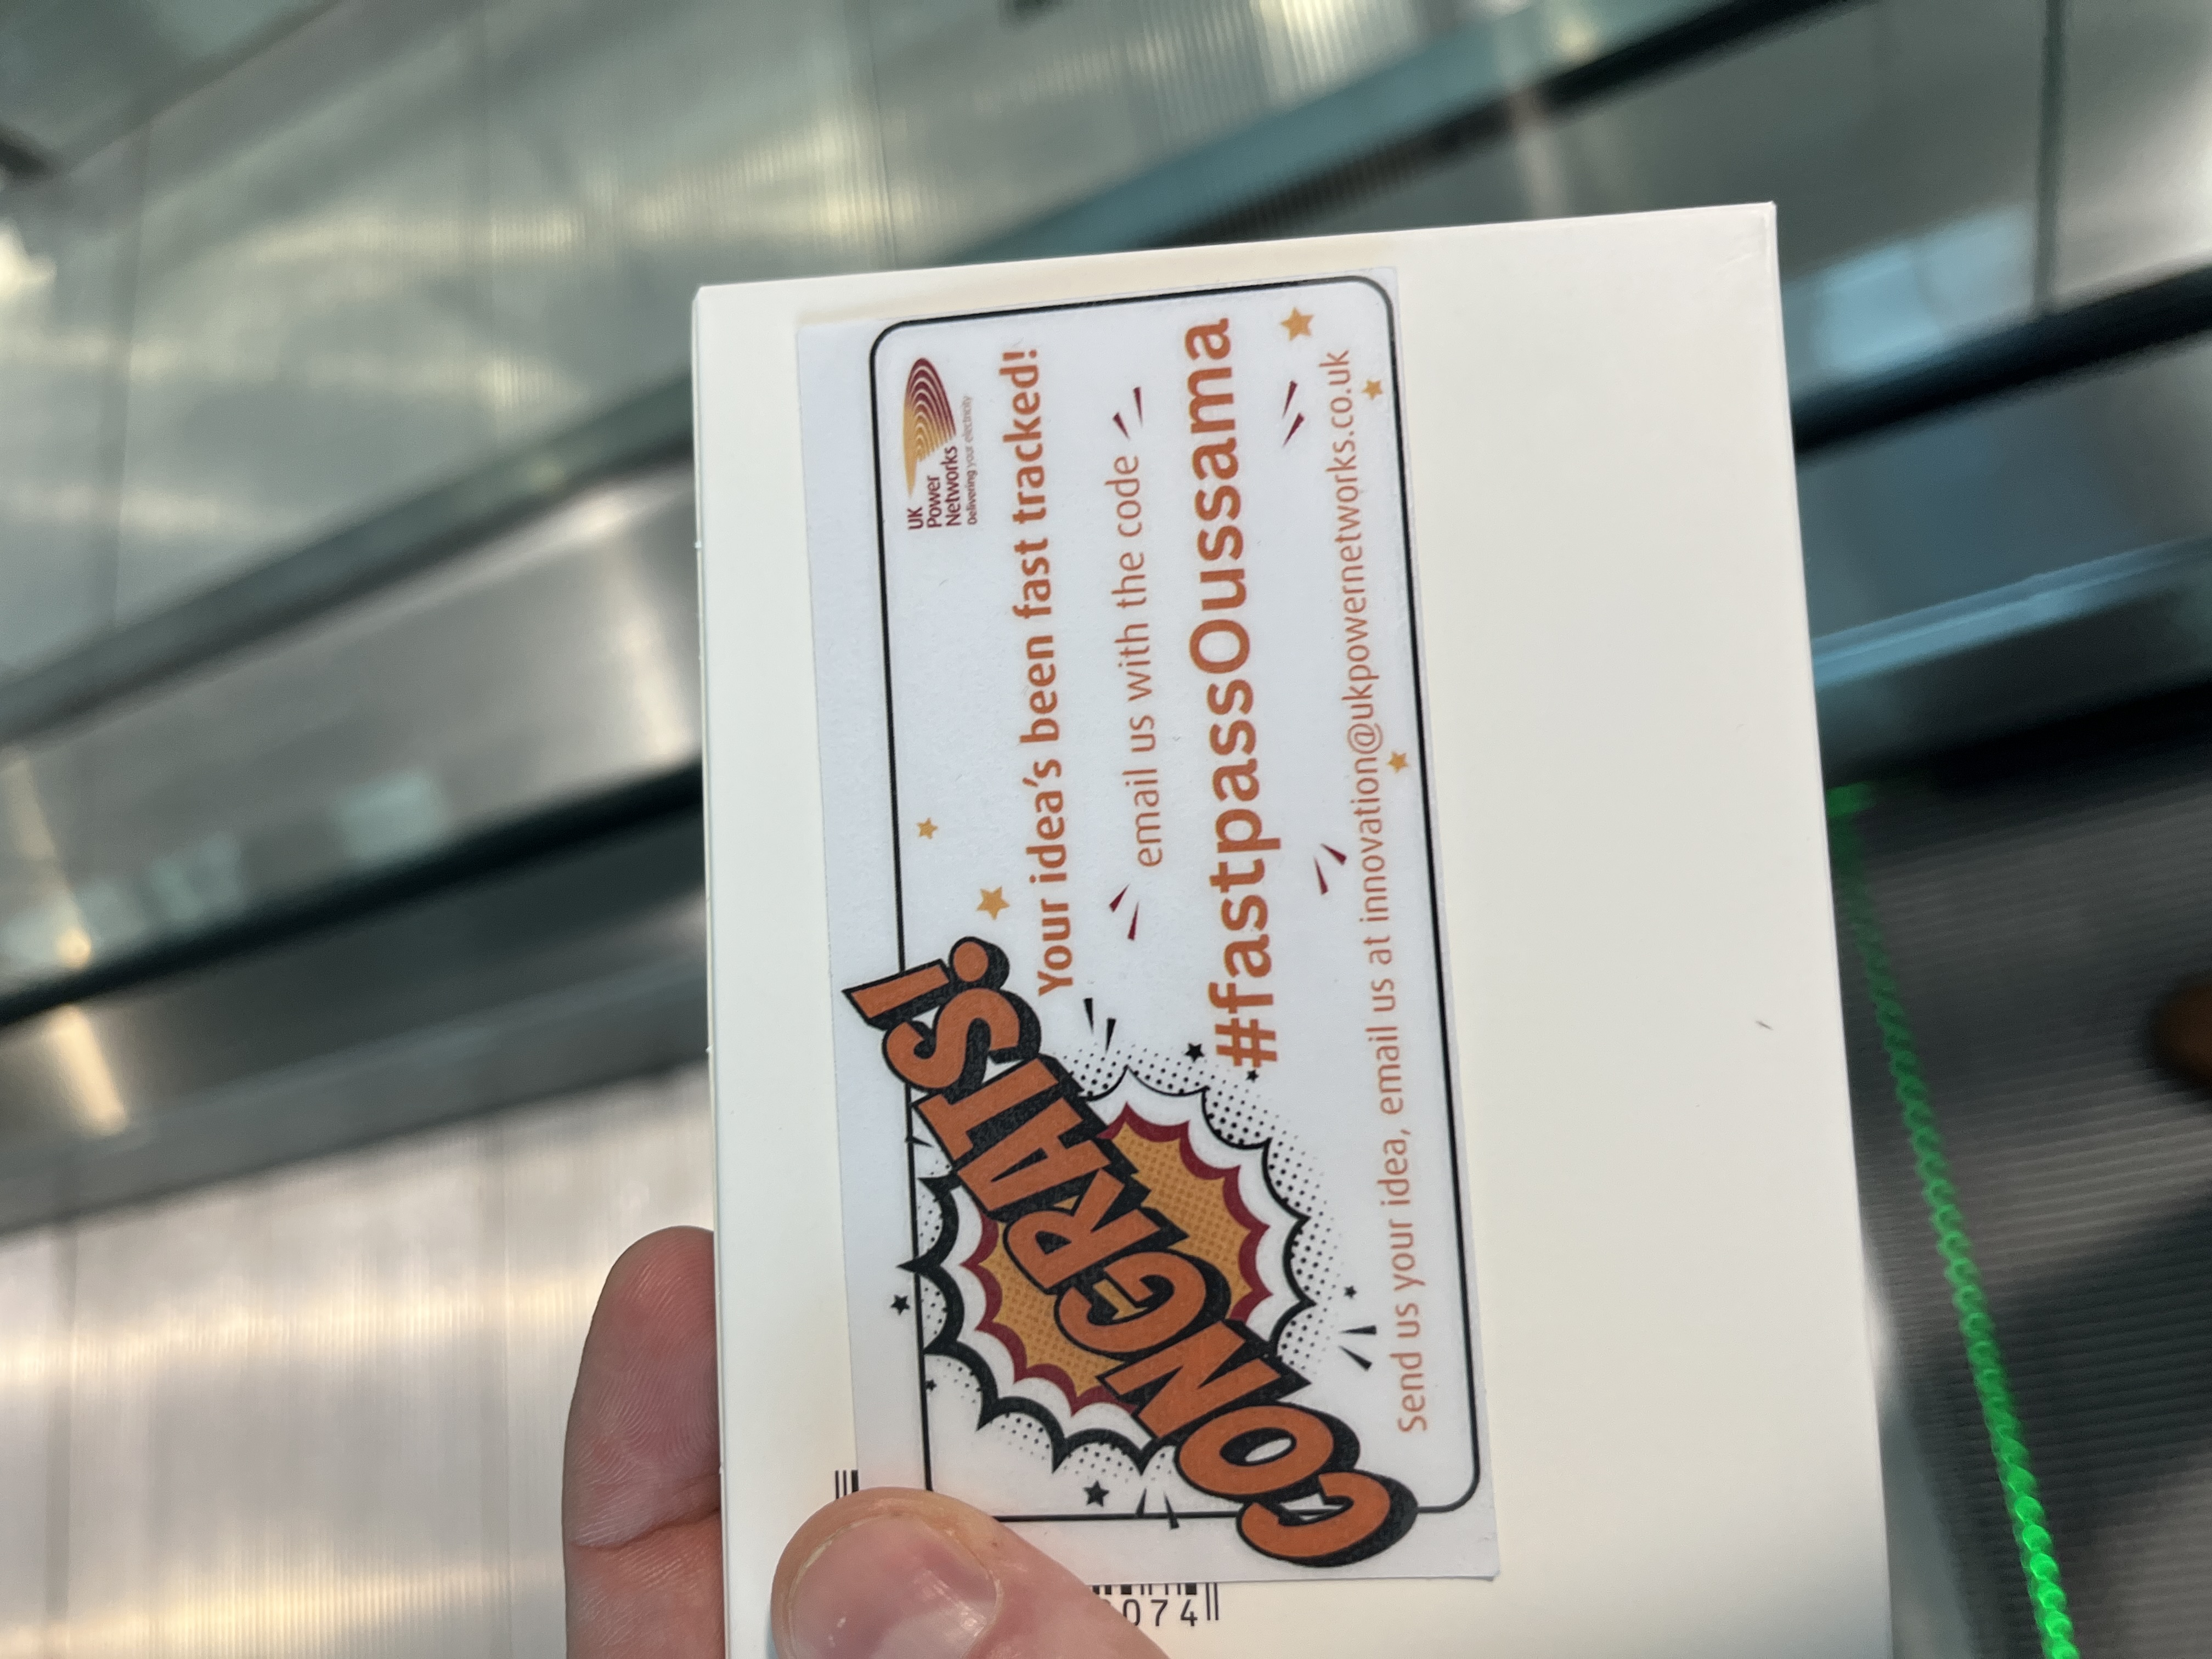 CONGRATS!
UK
Power
Networks
Delivering your electricity
Your idea's been fast tracked!
email us with the code
#fastpassOussama
Send us your idea, email us at innovation@ukpowernetworks.co.uk